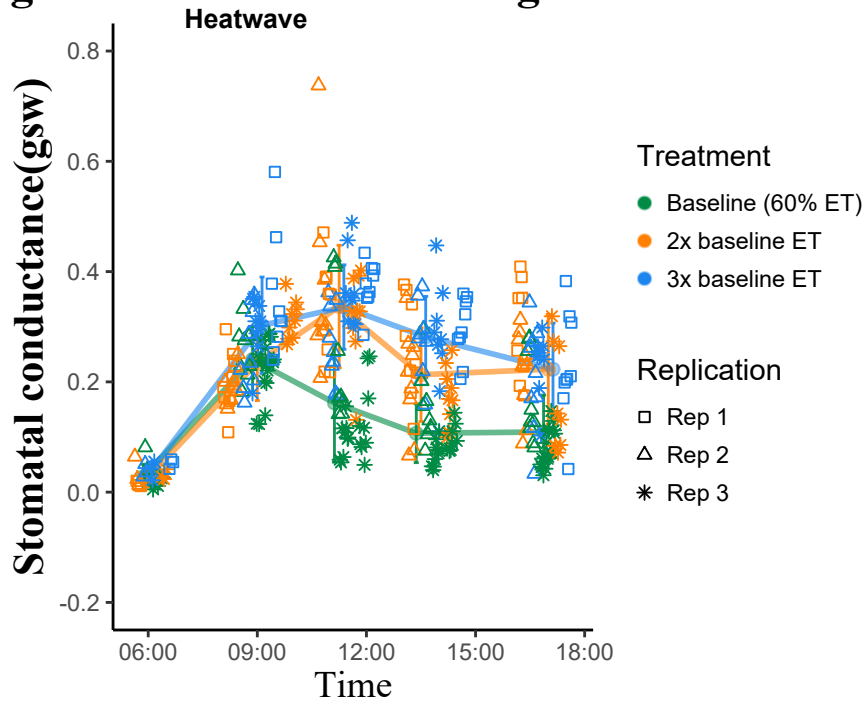 g g
Heatwave
0.8
0.6
0.4
0.2
0.0
-0.2
Stomatal conductance(gsw)
06:00 09:00 12:00 15:00 18:00
Time
Treatment
Baseline (60% ET)
2x baseline ET
3x baseline ET
Replication
Rep 1
Rep 2
Rep 3